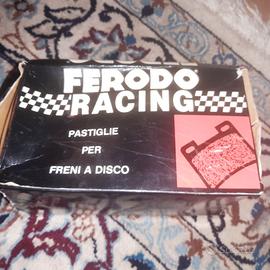 FERODO
RACING
PASTIGLIE
PER
FRENI A DISCO